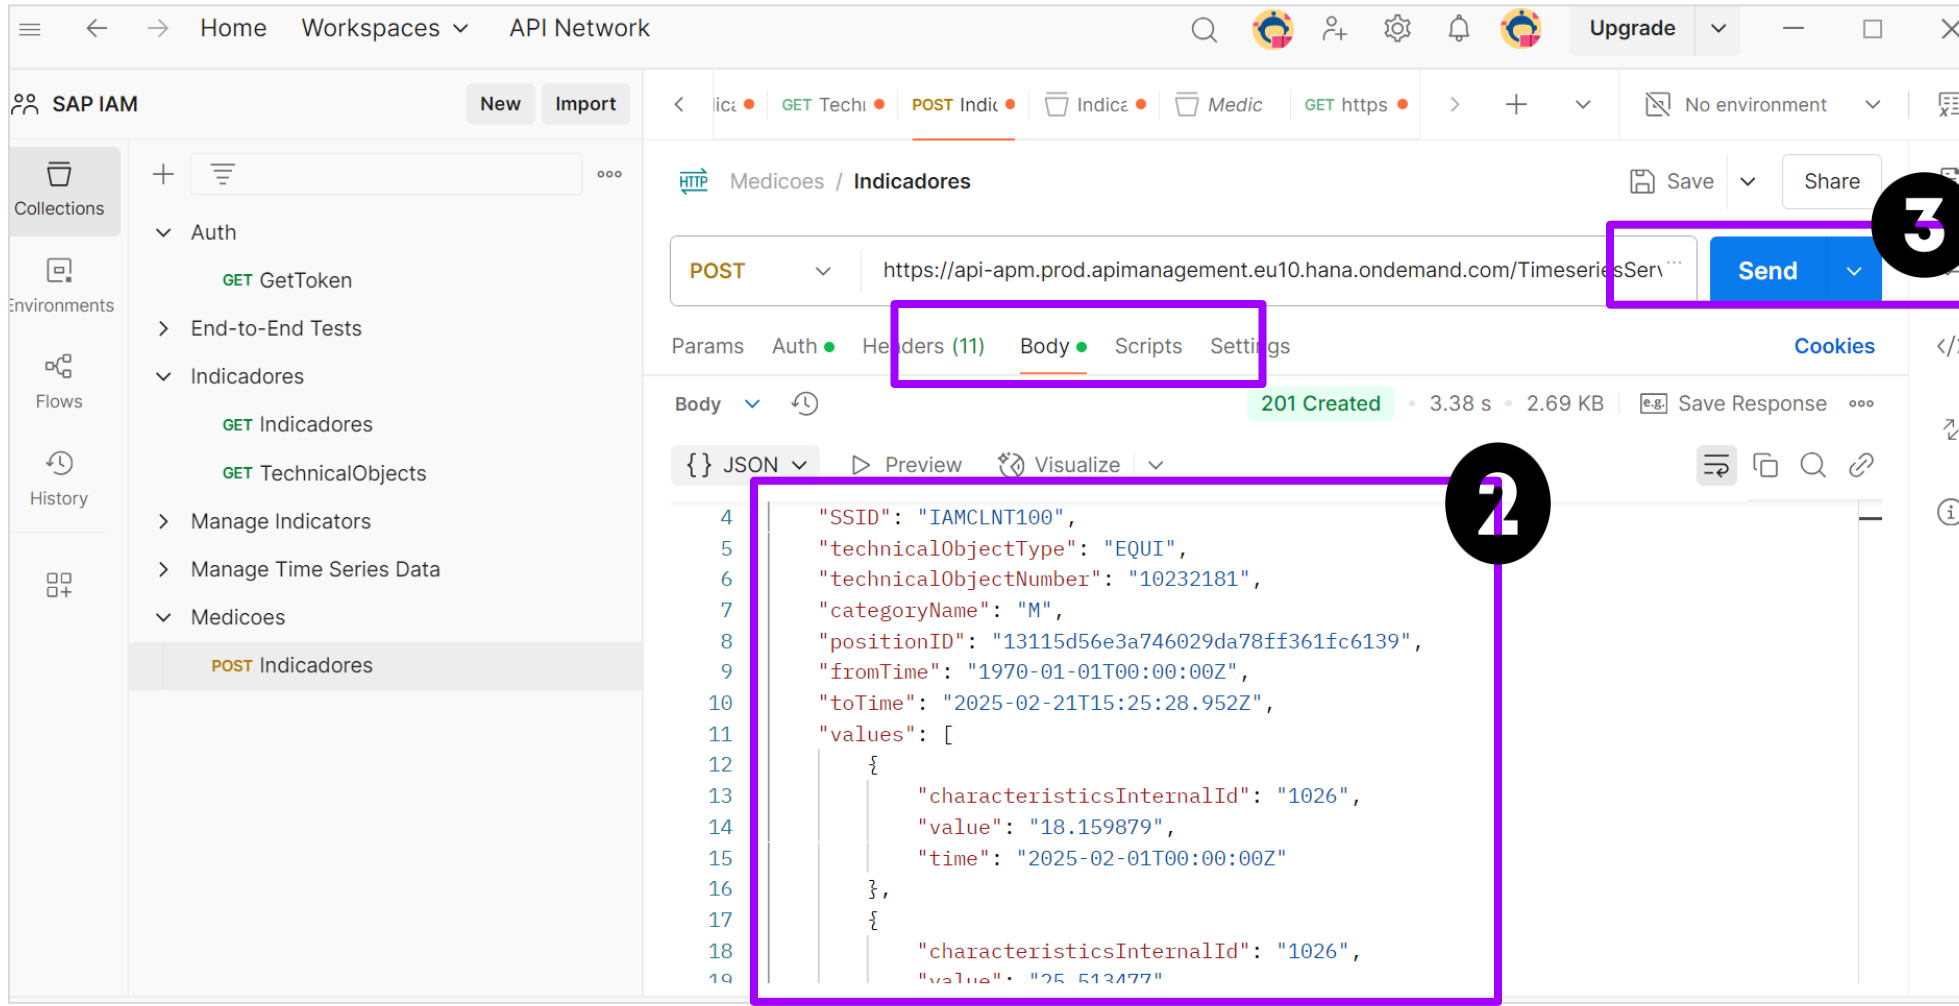 Home Workspaces API Network Upgrade
SAP IAM New Import
GET Techı POST Indic Indica Medic GET https No environment
Collections
Environments
Flows
History
Auth
GET GetToken
End-to-End Tests
Indicadores
GET Indicadores
GET TechnicalObjects
Manage Indicators
Manage Time Series Data
Medicoes
POST Indicadores
HTTP Medicoes / Indicadores Save Share
3
POST https://api-apm.prod.apimanagement.eu10.hana.ondemand.com/TimeseriesServ ... Send
Params Auth Headers (11) Body Scripts Settings Cookies
Body 201 Created • 3.38 s • 2.69 KB e.g. Save Response
{} JSON Preview Visualize
2
4 "SSID": "IAMCLNT100",
5 "technicalObjectType": "EQUI",
6 "technicalObjectNumber": "10232181",
7 "categoryName": "M",
8 "positionID": "13115d56e3a746029da78ff361fc6139",
9 "fromTime": "1970-01-01T00:00:00Z",
10 "toTime": "2025-02-21T15:25:28.952Z",
11 "values": [
12 {
13 "characteristicsInternalId": "1026",
14 "value": "18.159879",
15 "time": "2025-02-01T00:00:00Z"
16 },
17 {
18 "characteristicsInternalId": "1026",
19 "value": "25.513477"